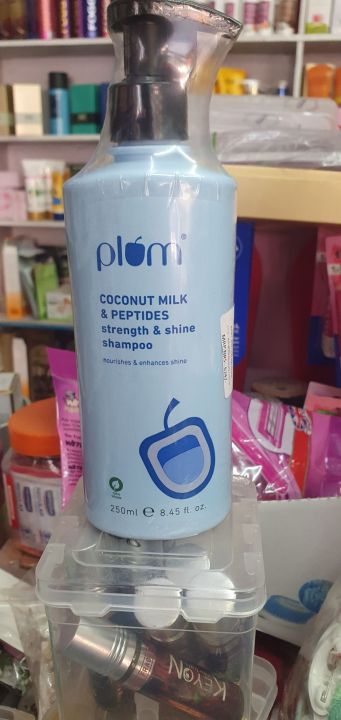 plum®
COCONUT MILK
& PEPTIDES
strength & shine
shampoo
nourishes & enhances shine
250ml e 8.45 fl. oz.
KEYON